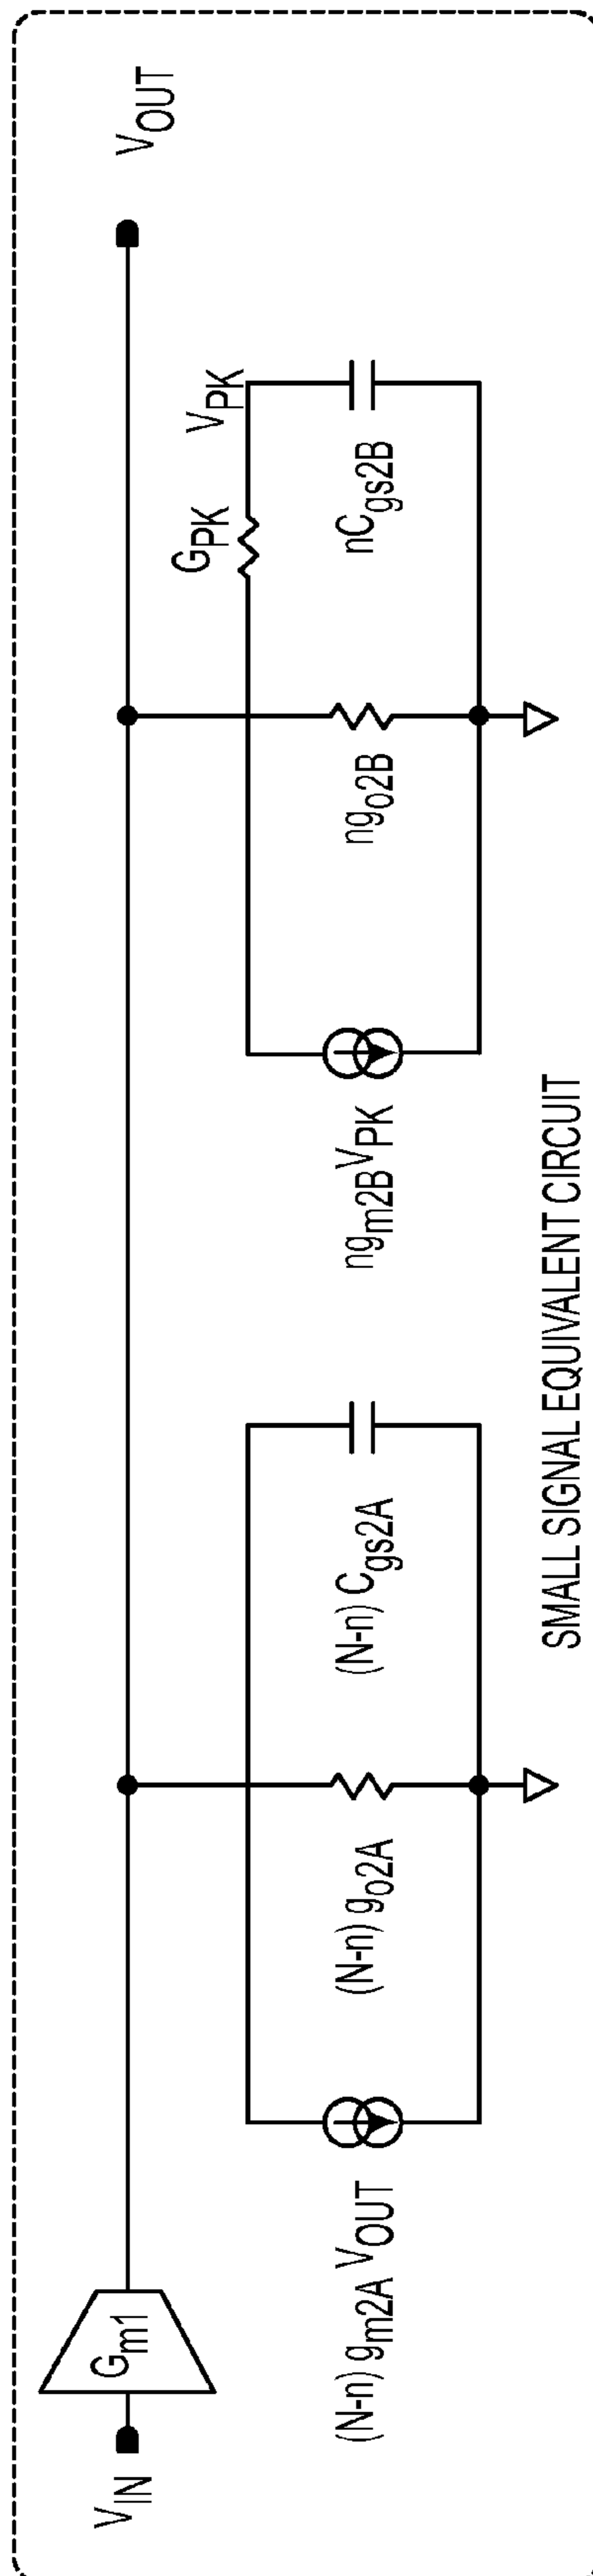 V_IN
G_m1
V_OUT
(N-n) g_m2A V_OUT
(N-n) g_o2A
(N-n) C_gs2A
ng_m2B V_PK
ng_o2B
G_PK
V_PK
nC_gs2B
SMALL SIGNAL EQUIVALENT CIRCUIT